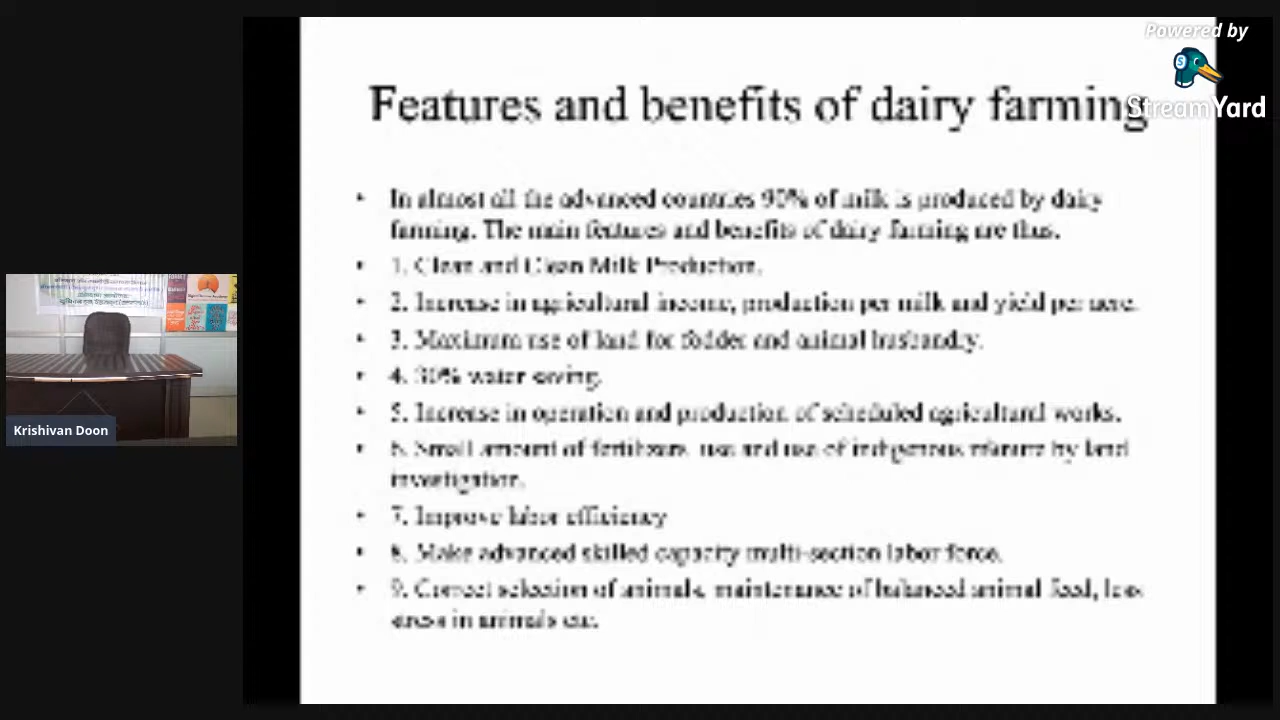 Powered by
StreamYard
Features and benefits of dairy farming
• In almost all the advanced countries 90% of milk is produced by dairy
farming. The main features and benefits of dairy farming are thus.
• 1. Clean and Clean Milk Production.
• 2. Increase in agricultural income, production per milk and yield per acre.
• 3. Maximum use of land for fodder and animal husbandry.
• 4. 30% water saving.
• 5. Increase in operation and production of scheduled agricultural works.
• 6. Small amount of fertilizers use and use of indigenous manure by land
investigation.
• 7. Improve labor efficiency
• 8. Make advanced skilled capacity multi-section labor force.
• 9. Correct selection of animals, maintenance of balanced animal feed, less
stress in animals etc.
Krishivan Doon